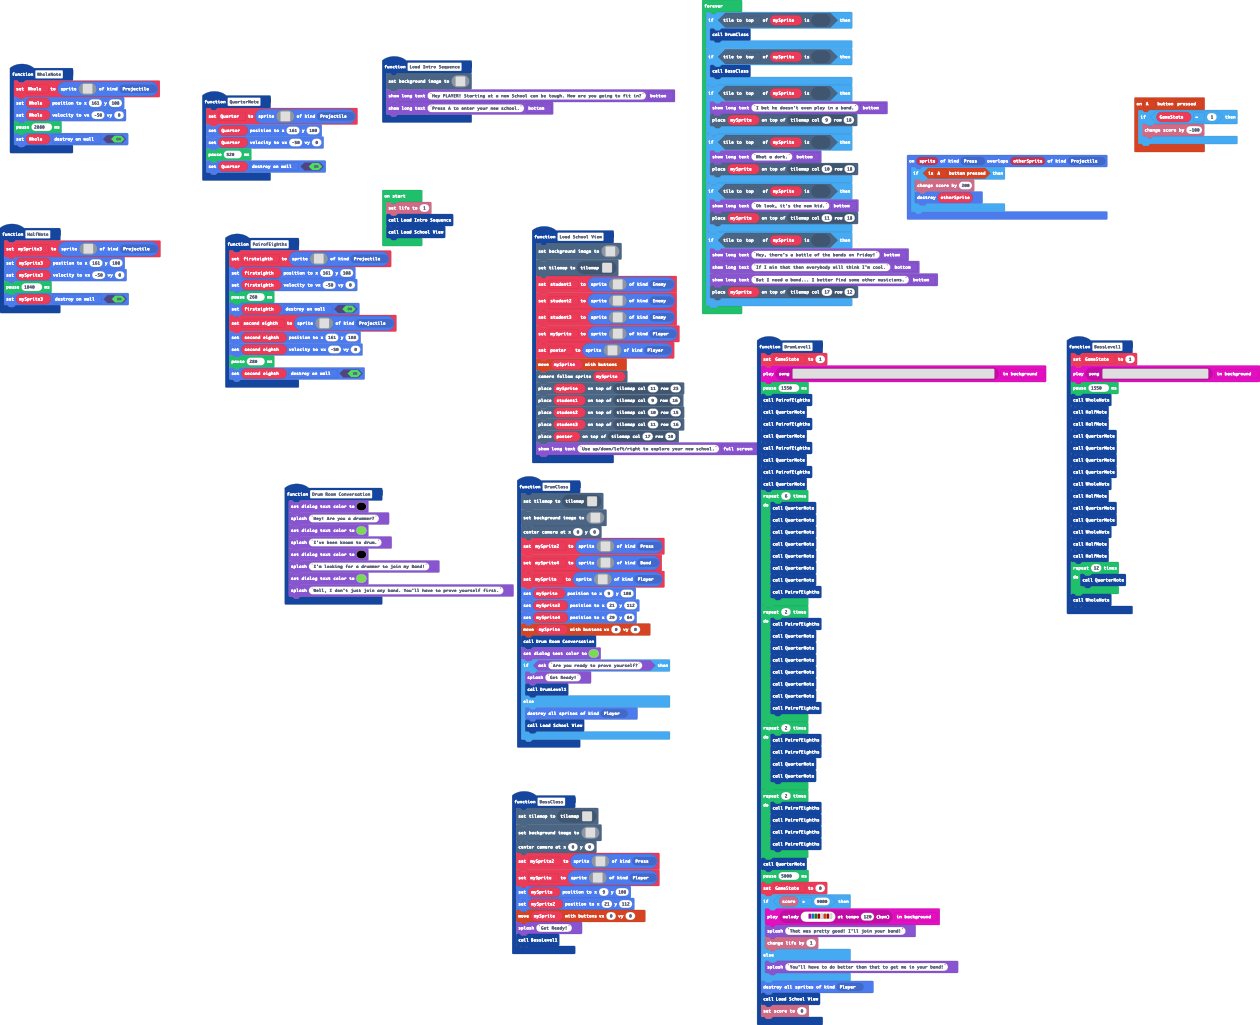 function WholeNote
set Whole to sprite of kind Projectile
set Whole position to x 161 y 108
set Whole velocity to vx -50 vy 0
pause 2080 ms
set Whole destroy on wall
function QuarterNote
set Quarter to sprite of kind Projectile
set Quarter position to x 161 y 108
set Quarter velocity to vx -50 vy 0
pause 520 ms
set Quarter destroy on wall
function Load Intro Sequence
set background image to
show long text Hey PLAYER! Starting at a new School can be tough. How are you going to fit in? bottom
show long text Press A to enter your new school. bottom
on start
set life to 1
call Load Intro Sequence
call Load School View
function HalfNote
set mySprite3 to sprite of kind Projectile
set mySprite3 position to x 161 y 108
set mySprite3 velocity to vx -50 vy 0
pause 1040 ms
set mySprite3 destroy on wall
function PairofEighths
set firsteighth to sprite of kind Projectile
set firsteighth position to x 161 y 108
set firsteighth velocity to vx -50 vy 0
pause 260 ms
set firsteighth destroy on wall
set second eighth to sprite of kind Projectile
set second eighth position to x 161 y 108
set second eighth velocity to vx -50 vy 0
pause 260 ms
set second eighth destroy on wall
function Load School View
set background image to
set tilemap to tilemap
set student1 to sprite of kind Enemy
set student2 to sprite of kind Enemy
set student3 to sprite of kind Enemy
set mySprite to sprite of kind Player
set poster to sprite of kind Player
move mySprite with buttons
camera follow sprite mySprite
place mySprite on top of tilemap col 11 row 21
place student1 on top of tilemap col 9 row 16
place student2 on top of tilemap col 10 row 15
place student3 on top of tilemap col 11 row 16
place poster on top of tilemap col 17 row 10
show long text Use up/down/left/right to explore your new school. full screen
forever
if tile to top of mySprite is then
call DrumClass
if tile to top of mySprite is then
call BassClass
if tile to top of mySprite is then
show long text I bet he doesn't even play in a band. bottom
place mySprite on top of tilemap col 9 row 18
if tile to top of mySprite is then
show long text What a dork. bottom
place mySprite on top of tilemap col 10 row 18
if tile to top of mySprite is then
show long text Oh look, it's the new kid. bottom
place mySprite on top of tilemap col 11 row 18
if tile to top of mySprite is then
show long text Hey, there's a battle of the bands on Friday! bottom
show long text If I win that then everybody will think I'm cool. bottom
show long text But I need a band... I better find some other musicians. bottom
place mySprite on top of tilemap col 17 row 12
on sprite of kind Press overlaps otherSprite of kind Projectile
if is A button pressed then
change score by 200
destroy otherSprite
on A button pressed
if GameState = 1 then
change score by -100
function Drum Room Conversation
set dialog text color to
splash Hey! Are you a drummer?
set dialog text color to
splash I've been known to drum.
set dialog text color to
splash I'm looking for a drummer to join my band!
set dialog text color to
splash Well, I don't just join any band. You'll have to prove yourself first.
function DrumClass
set tilemap to tilemap
set background image to
center camera at x 0 y 0
set mySprite2 to sprite of kind Press
set mySprite4 to sprite of kind Band
set mySprite to sprite of kind Player
set mySprite position to x 9 y 108
set mySprite2 position to x 21 y 112
set mySprite4 position to x 29 y 84
move mySprite with buttons vx 0 vy 0
call Drum Room Conversation
set dialog text color to
if ask Are you ready to prove yourself? then
splash Get Ready!
call DrumLevel1
else
destroy all sprites of kind Player
call Load School View
function BassClass
set tilemap to tilemap
set background image to
center camera at x 0 y 0
set mySprite2 to sprite of kind Press
set mySprite to sprite of kind Player
set mySprite position to x 9 y 108
set mySprite2 position to x 21 y 112
move mySprite with buttons vx 0 vy 0
splash Get Ready!
call BassLevel1
function DrumLevel1
set GameState to 1
play song in background
pause 1550 ms
call PairofEighths
call QuarterNote
call PairofEighths
call QuarterNote
call PairofEighths
call QuarterNote
call PairofEighths
call QuarterNote
repeat 6 times
do call QuarterNote
call QuarterNote
call QuarterNote
call QuarterNote
call QuarterNote
call QuarterNote
call QuarterNote
call PairofEighths
repeat 2 times
do call PairofEighths
call QuarterNote
call QuarterNote
call QuarterNote
call QuarterNote
call QuarterNote
call QuarterNote
call PairofEighths
repeat 2 times
do call PairofEighths
call PairofEighths
call QuarterNote
call QuarterNote
repeat 2 times
do call PairofEighths
call PairofEighths
call PairofEighths
call PairofEighths
call QuarterNote
pause 5000 ms
set GameState to 0
if score > 9000 then
play melody at tempo 120 (bpm) in background
splash That was pretty good! I'll join your band!
change life by 1
else
splash You'll have to do better than that to get me in your band!
destroy all sprites of kind Player
call Load School View
set score to 0
function BassLevel1
set GameState to 1
play song in background
pause 1550 ms
call WholeNote
call HalfNote
call QuarterNote
call QuarterNote
call HalfNote
call QuarterNote
call QuarterNote
call WholeNote
call HalfNote
call QuarterNote
call QuarterNote
call WholeNote
call HalfNote
call HalfNote
repeat 12 times
do call QuarterNote
call WholeNote